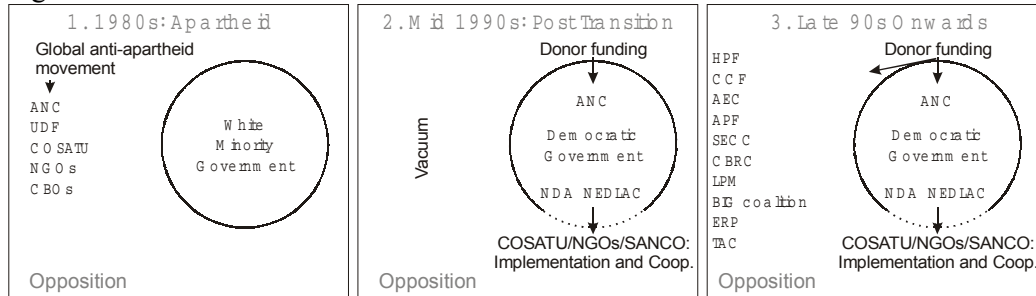 1. 1980s: Apartheid
Global anti-apartheid
movement
ANC
UDF
COSATU
NGOs
CBOs
White
Minority
Government
Opposition
2. Mid 1990s: Post Transition
Donor funding
Vacuum
ANC
Democratic
Government
NDA NEDLAC
COSATU/NGOs/SANCO:
Implementation and Coop.
Opposition
3. Late 90s Onwards
Donor funding
HPF
CCF
AEC
APF
SECC
CBRC
LPM
BIG coalition
ERP
TAC
ANC
Democratic
Government
NDA NEDLAC
COSATU/NGOs/SANCO:
Implementation and Coop.
Opposition